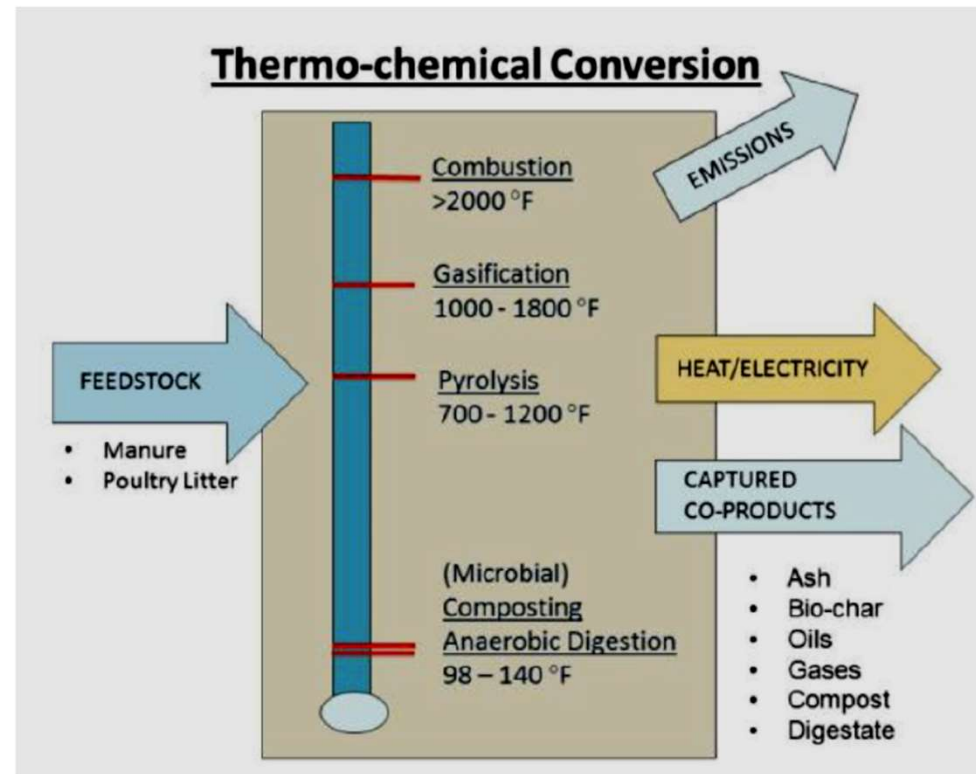 Thermo-chemical Conversion
EMISSIONS
Combustion
>2000 °F
Gasification
1000 - 1800 °F
FEEDSTOCK
• Manure
• Poultry Litter
Pyrolysis
700 - 1200 °F
HEAT/ELECTRICITY
CAPTURED
CO-PRODUCTS
(Microbial)
Composting
Anaerobic Digestion
98 – 140 °F
• Ash
• Bio-char
• Oils
• Gases
• Compost
• Digestate